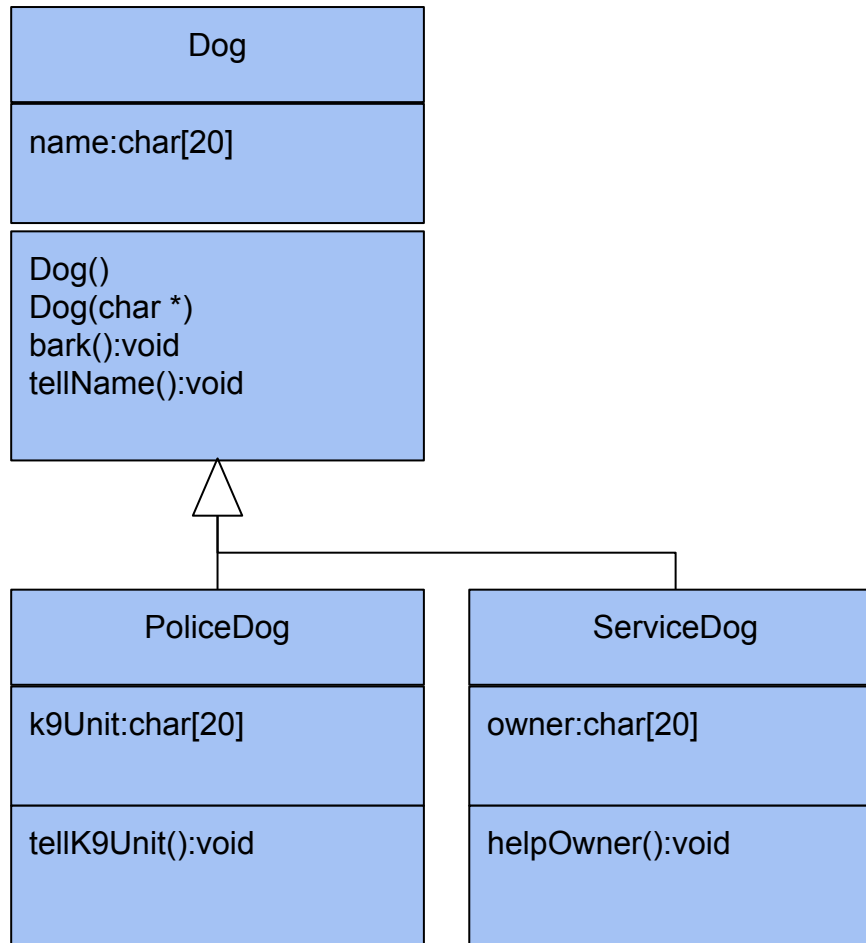 Dog
name:char[20]
Dog()
Dog(char *)
bark():void
tellName():void
PoliceDog
k9Unit:char[20]
tellK9Unit():void
ServiceDog
owner:char[20]
helpOwner():void